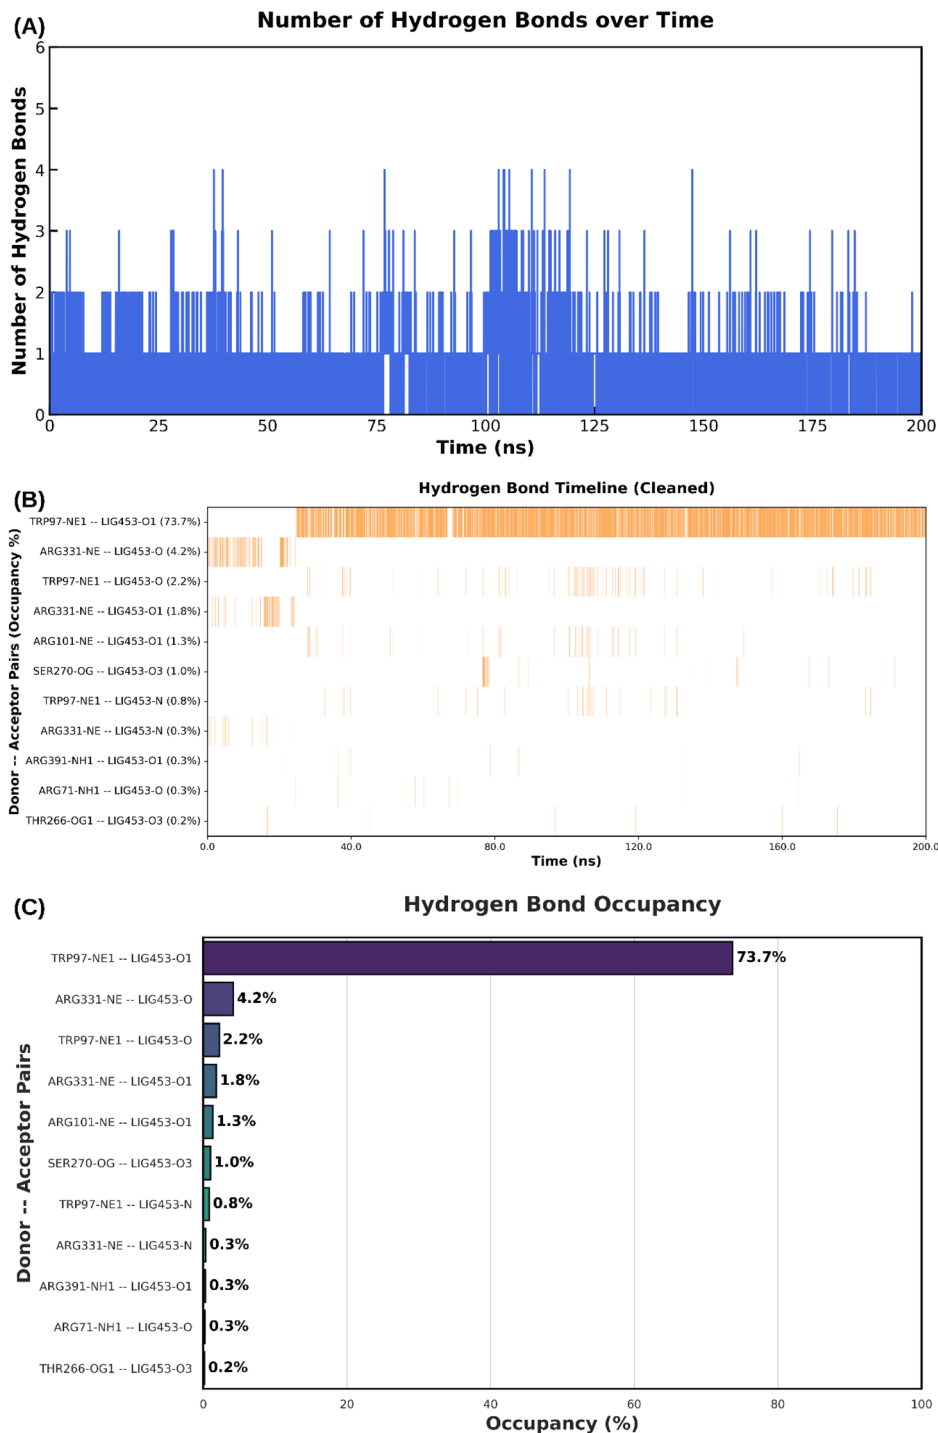 (A)
Number of Hydrogen Bonds over Time
Number of Hydrogen Bonds
6
5
4
3
2
1
0
0 25 50 75 100 125 150 175 200
Time (ns)
(B)
Hydrogen Bond Timeline (Cleaned)
Donor -- Acceptor Pairs (Occupancy %)
TRP97-NE1 -- LIG453-O1 (73.7%)
ARG331-NE -- LIG453-O (4.2%)
TRP97-NE1 -- LIG453-O (2.2%)
ARG331-NE -- LIG453-O1 (1.8%)
ARG101-NE -- LIG453-O1 (1.3%)
SER270-OG -- LIG453-O3 (1.0%)
TRP97-NE1 -- LIG453-N (0.8%)
ARG331-NE -- LIG453-N (0.3%)
ARG391-NH1 -- LIG453-O1 (0.3%)
ARG71-NH1 -- LIG453-O (0.3%)
THR266-OG1 -- LIG453-O3 (0.2%)
0.0 40.0 80.0 120.0 160.0 200.0
Time (ns)
(C)
Hydrogen Bond Occupancy
Donor -- Acceptor Pairs
TRP97-NE1 -- LIG453-O1 73.7%
ARG331-NE -- LIG453-O 4.2%
TRP97-NE1 -- LIG453-O 2.2%
ARG331-NE -- LIG453-O1 1.8%
ARG101-NE -- LIG453-O1 1.3%
SER270-OG -- LIG453-O3 1.0%
TRP97-NE1 -- LIG453-N 0.8%
ARG331-NE -- LIG453-N 0.3%
ARG391-NH1 -- LIG453-O1 0.3%
ARG71-NH1 -- LIG453-O 0.3%
THR266-OG1 -- LIG453-O3 0.2%
0 20 40 60 80 100
Occupancy (%)